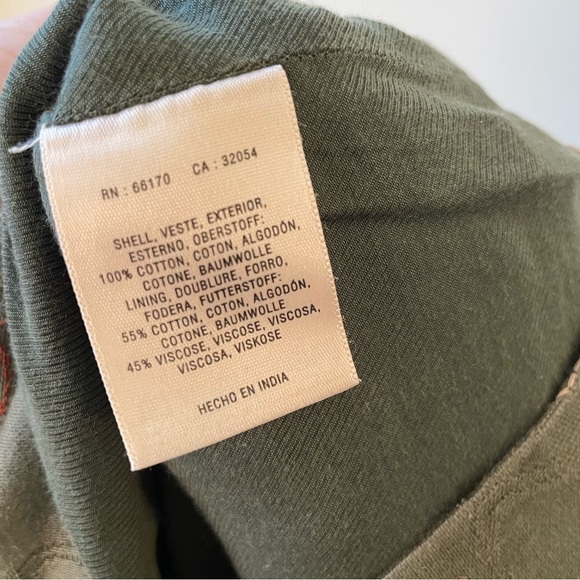 RN : 66170 CA : 32054
SHELL, VESTE, EXTERIOR,
ESTERNO, OBERSTOFF:
100% COTTON, COTON, ALGODÓN,
COTONE, BAUMWOLLE
LINING, DOUBLURE, FORRO,
FODERA, FUTTERSTOFF:
55% COTTON, COTON, ALGODÓN,
COTONE, BAUMWOLLE
45% VISCOSE, VISCOSE, VISCOSA,
VISCOSA, VISKOSE
HECHO EN INDIA